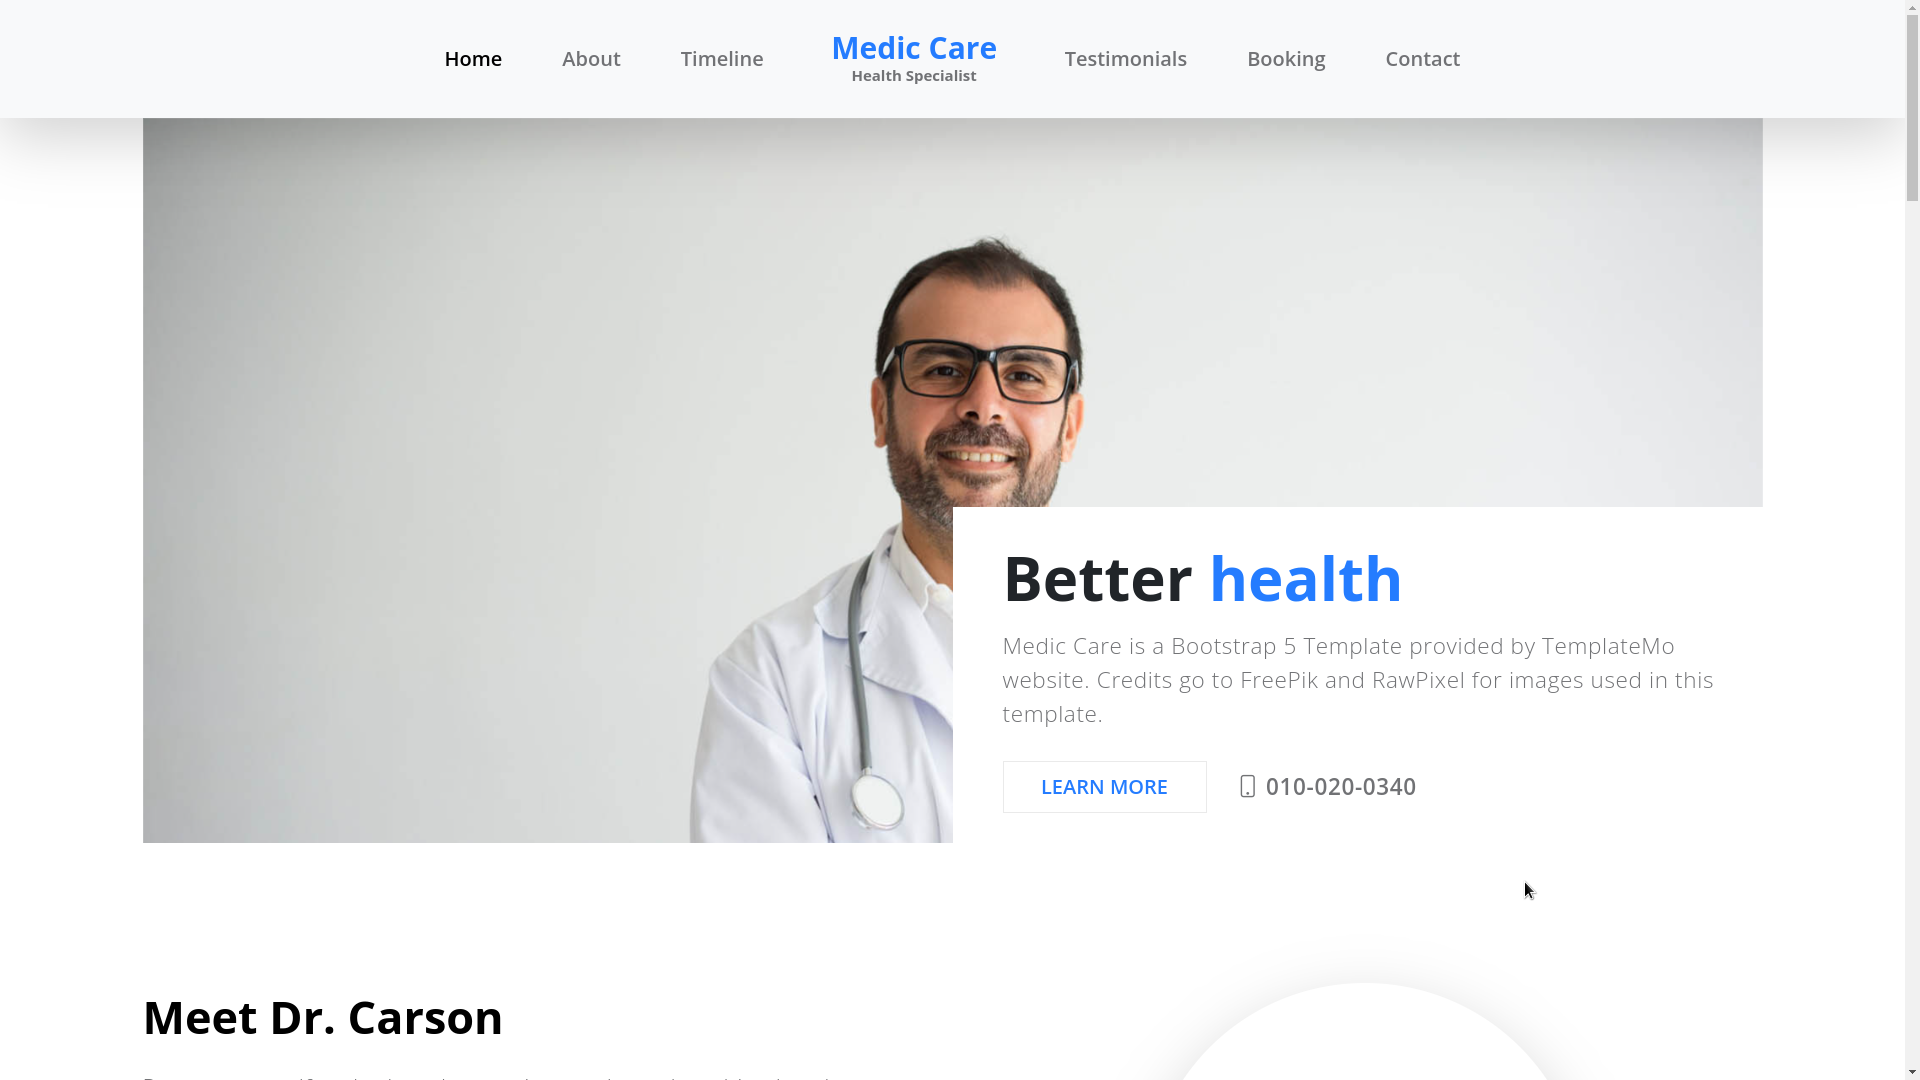 Home
About
Timeline
Medic Care
Health Specialist
Testimonials
Booking
Contact
Better health
Medic Care is a Bootstrap 5 Template provided by TemplateMo
website. Credits go to FreePik and RawPixel for images used in this
template.
LEARN MORE
010-020-0340
Meet Dr. Carson